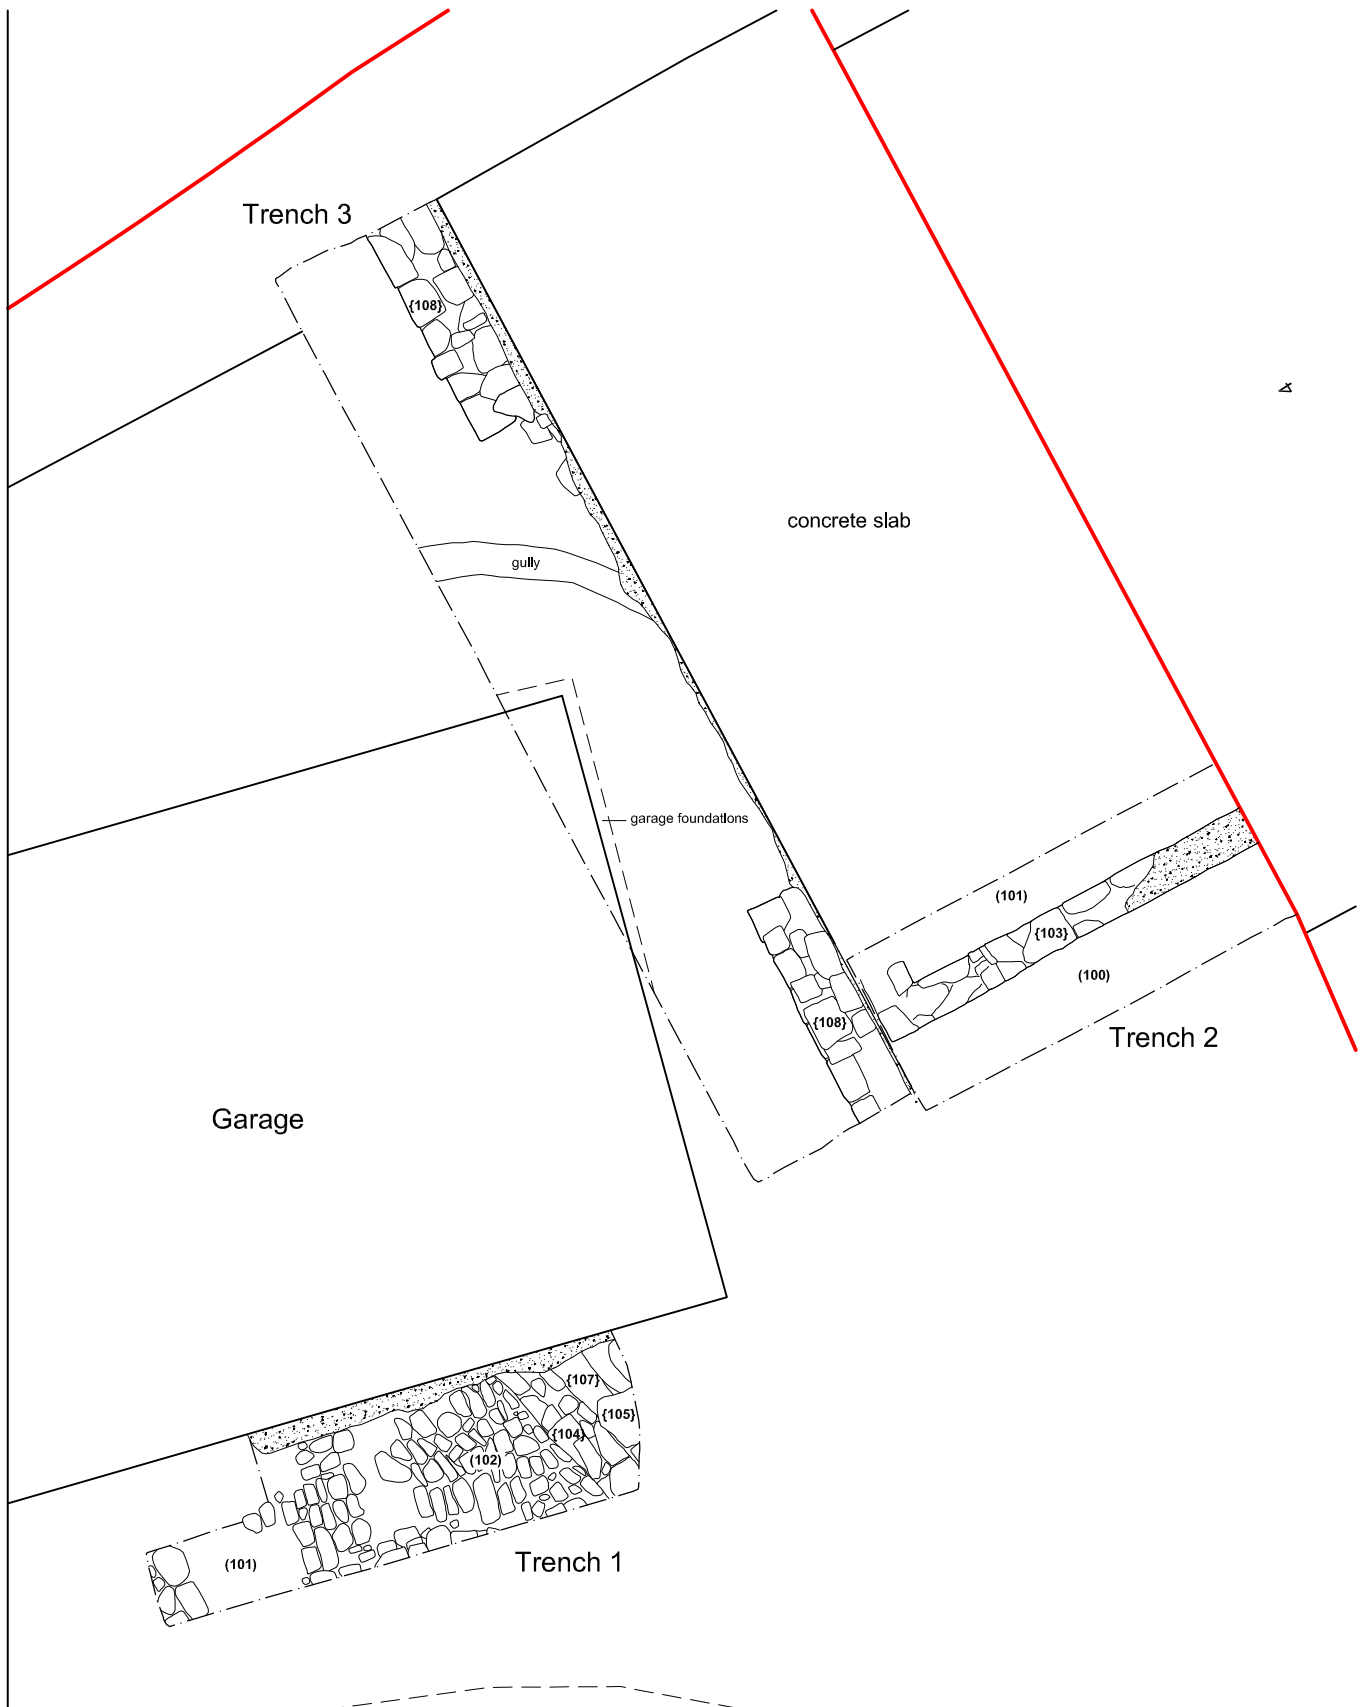 Trench 3
{108}
4
concrete slab
gully
garage foundations
(101)
{103}
(100)
{108}
Trench 2
Garage
{107}
{105}
{104}
(102)
(101)
Trench 1